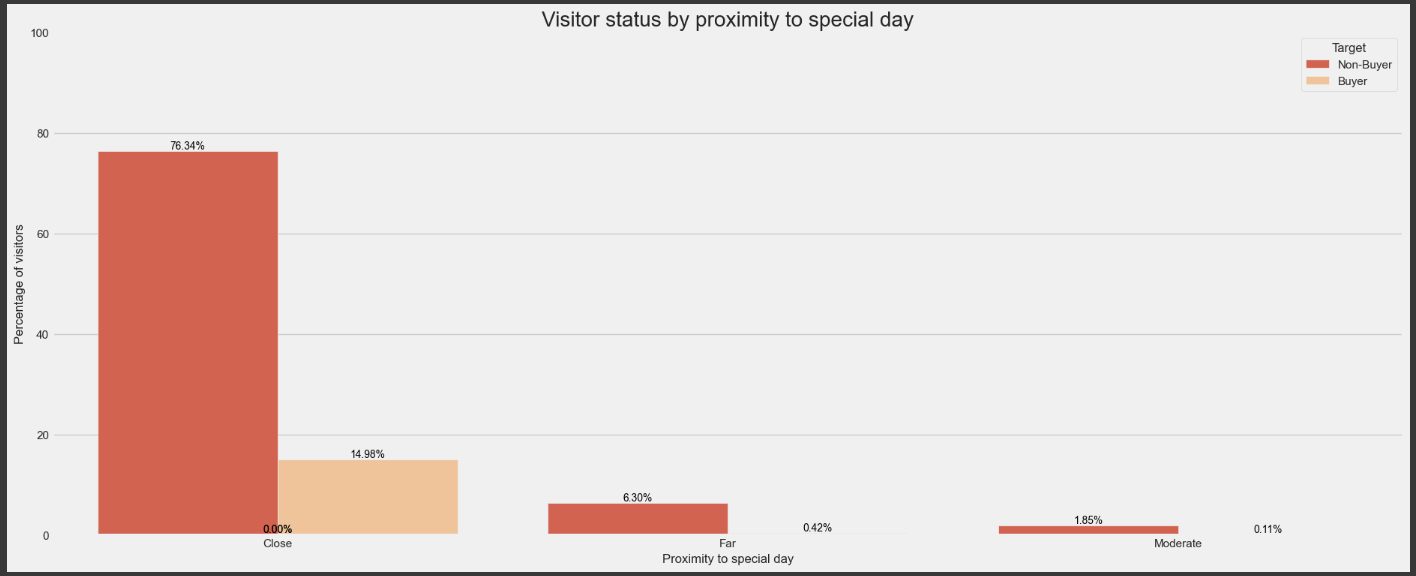 Visitor status by proximity to special day
100
80
60
40
20
0
Percentage of visitors
Target
Non-Buyer
Buyer
76.34%
14.98%
0.00%
6.30%
0.42%
1.85%
0.11%
Close
Far
Moderate
Proximity to special day